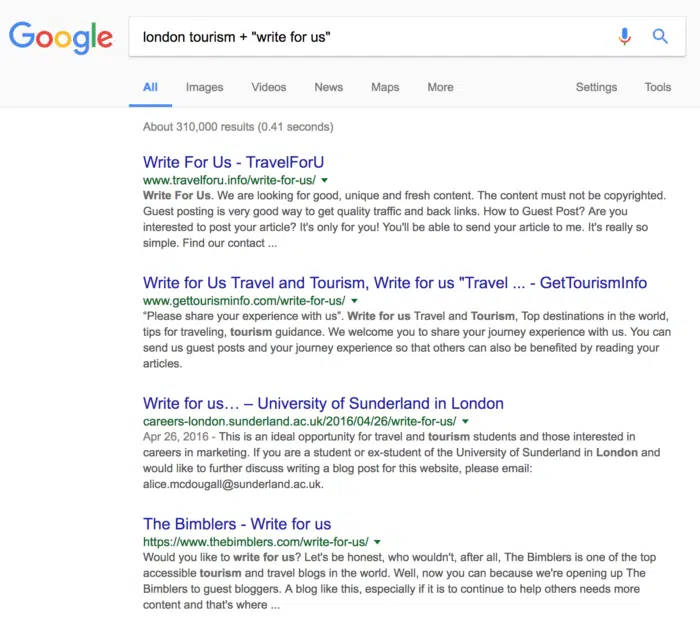 Google
london tourism + "write for us"
All Images Videos News Maps More Settings Tools
About 310,000 results (0.41 seconds)
Write For Us - TravelForU
www.travelforu.info/write-for-us/
Write For Us. We are looking for good, unique and fresh content. The content must not be copyrighted.
Guest posting is very good way to get quality traffic and back links. How to Guest Post? Are you
interested to post your article? It's only for you! You'll be able to send your article to me. It's really so
simple. Find our contact ...
Write for Us Travel and Tourism, Write for us "Travel ... - GetTourismInfo
www.gettourisminfo.com/write-for-us/
"Please share your experience with us". Write for us Travel and Tourism, Top destinations in the world,
tips for traveling, tourism guidance. We welcome you to share your journey experience with us. You can
send us guest posts and your journey experience so that others can also be benefited by reading your
articles.
Write for us… – University of Sunderland in London
careers-london.sunderland.ac.uk/2016/04/26/write-for-us/
Apr 26, 2016 - This is an ideal opportunity for travel and tourism students and those interested in
careers in marketing. If you are a student or ex-student of the University of Sunderland in London and
would like to further discuss writing a blog post for this website, please email:
alice.mcdougall@sunderland.ac.uk.
The Bimblers - Write for us
https://www.thebimblers.com/write-for-us/
Would you like to write for us? Let's be honest, who wouldn't, after all, The Bimblers is one of the top
accessible tourism and travel blogs in the world. Well, now you can because we're opening up The
Bimblers to guest bloggers. A blog like this, especially if it is to continue to help others needs more
content and that's where ...